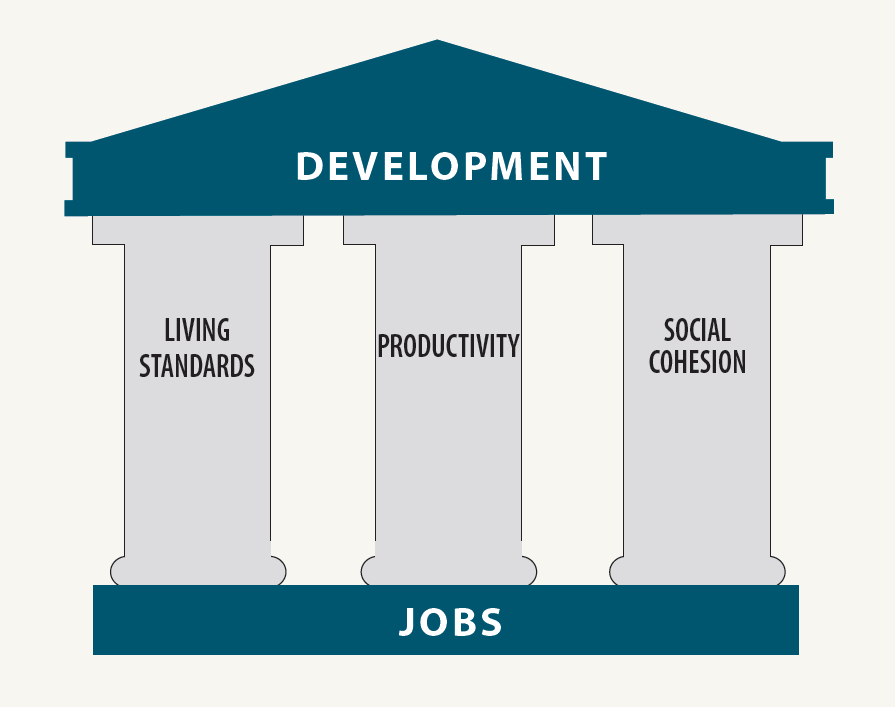 DEVELOPMENT
LIVING
STANDARDS
PRODUCTIVITY
SOCIAL
COHESION
JOBS